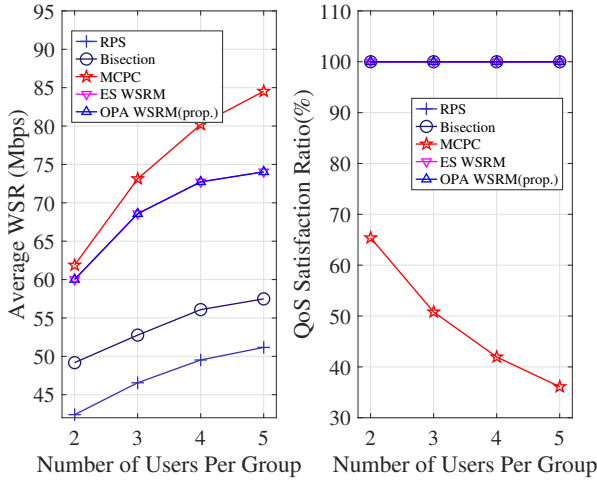 95
90
85
80
75
70
65
60
55
50
45
Average WSR (Mbps)
RPS
Bisection
MCPC
ES WSRM
OPA WSRM(prop.)
2 3 4 5
Number of Users Per Group
110
100
90
80
70
60
50
40
30
QoS Satisfaction Ratio(%)
RPS
Bisection
MCPC
ES WSRM
OPA WSRM(prop.)
2 3 4 5
Number of Users Per Group